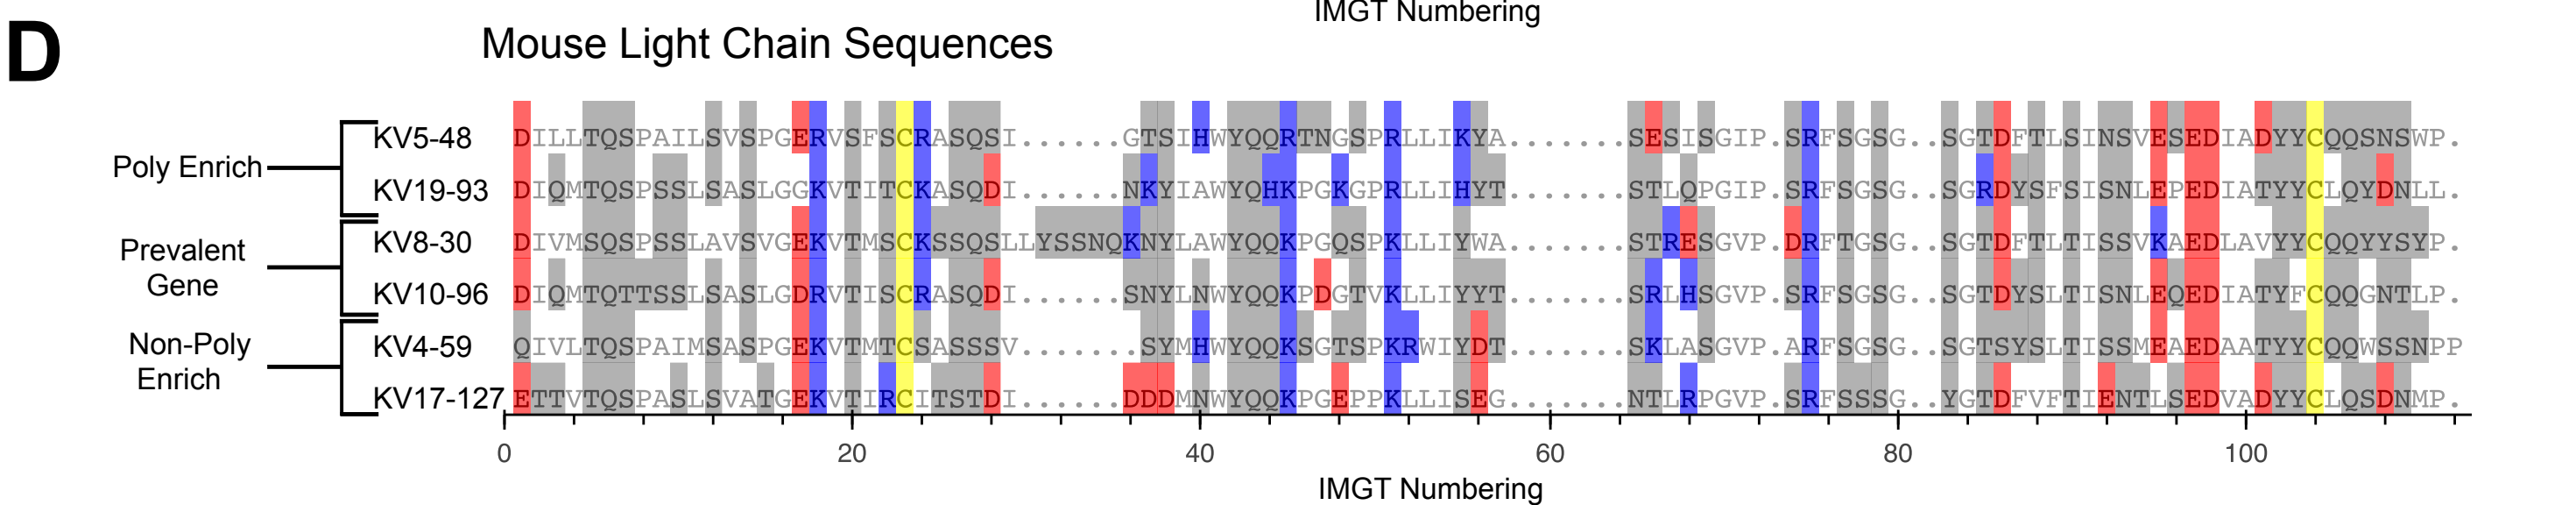 IMGT Numbering
D
Mouse Light Chain Sequences
Poly Enrich
KV5-48 DILLTQSPAILSVSPGERVSFSCRASQSI......GTSIHWYQQRTNGSPRLLIKYA.......SESISGIP.SRFSGSG..SGTDFTLSINSVESEDIADYYCQQSNSWP.
KV19-93 DIQMTQSPSSLSASLGGKVTITCKASQDI......NKYIAWYQHKPGKGPRLLIHYT.......STLQPGIP.SRFSGSG..SGRDYSFSISNLEPEDIATYYCLQYDNLL.
Prevalent
Gene
KV8-30 DIVMSQSPSSLAVSVGEKVTMSCKSSQSLLYSSNQKNYLAWYQQKPGQSPKLLIYWA.......STRESGVP.DRFTGSG..SGTDFTLTISSVKAEDLAVYYCQQYYSYP.
KV10-96 DIQMTQTTSSLSASLGDRVTISCRASQDI......SNYLNWYQQKPDGTVKLLIYYT.......SRLHSGVP.SRFSGSG..SGTDYSLTISNLEQEDIATYFCQQGNTLP.
Non-Poly
Enrich
KV4-59 QIVLTQSPAIMSASPGEKVTMTCSASSSV.......SYMHWYQQKSGTSPKRWIYDT.......SKLASGVP.ARFSGSG..SGTSYSLTISSMEAEDAATYYCQQWSSNPP
KV17-127 ETTVTQSPASLSVATGEKVTIRCITSTDI......DDDMNWYQQKPGEPPKLLISEG.......NTLRPGVP.SRFSSSG..YGTDFVFTIENTLSEDVADYYCLQSDNMP.
0 20 40 60 80 100
IMGT Numbering